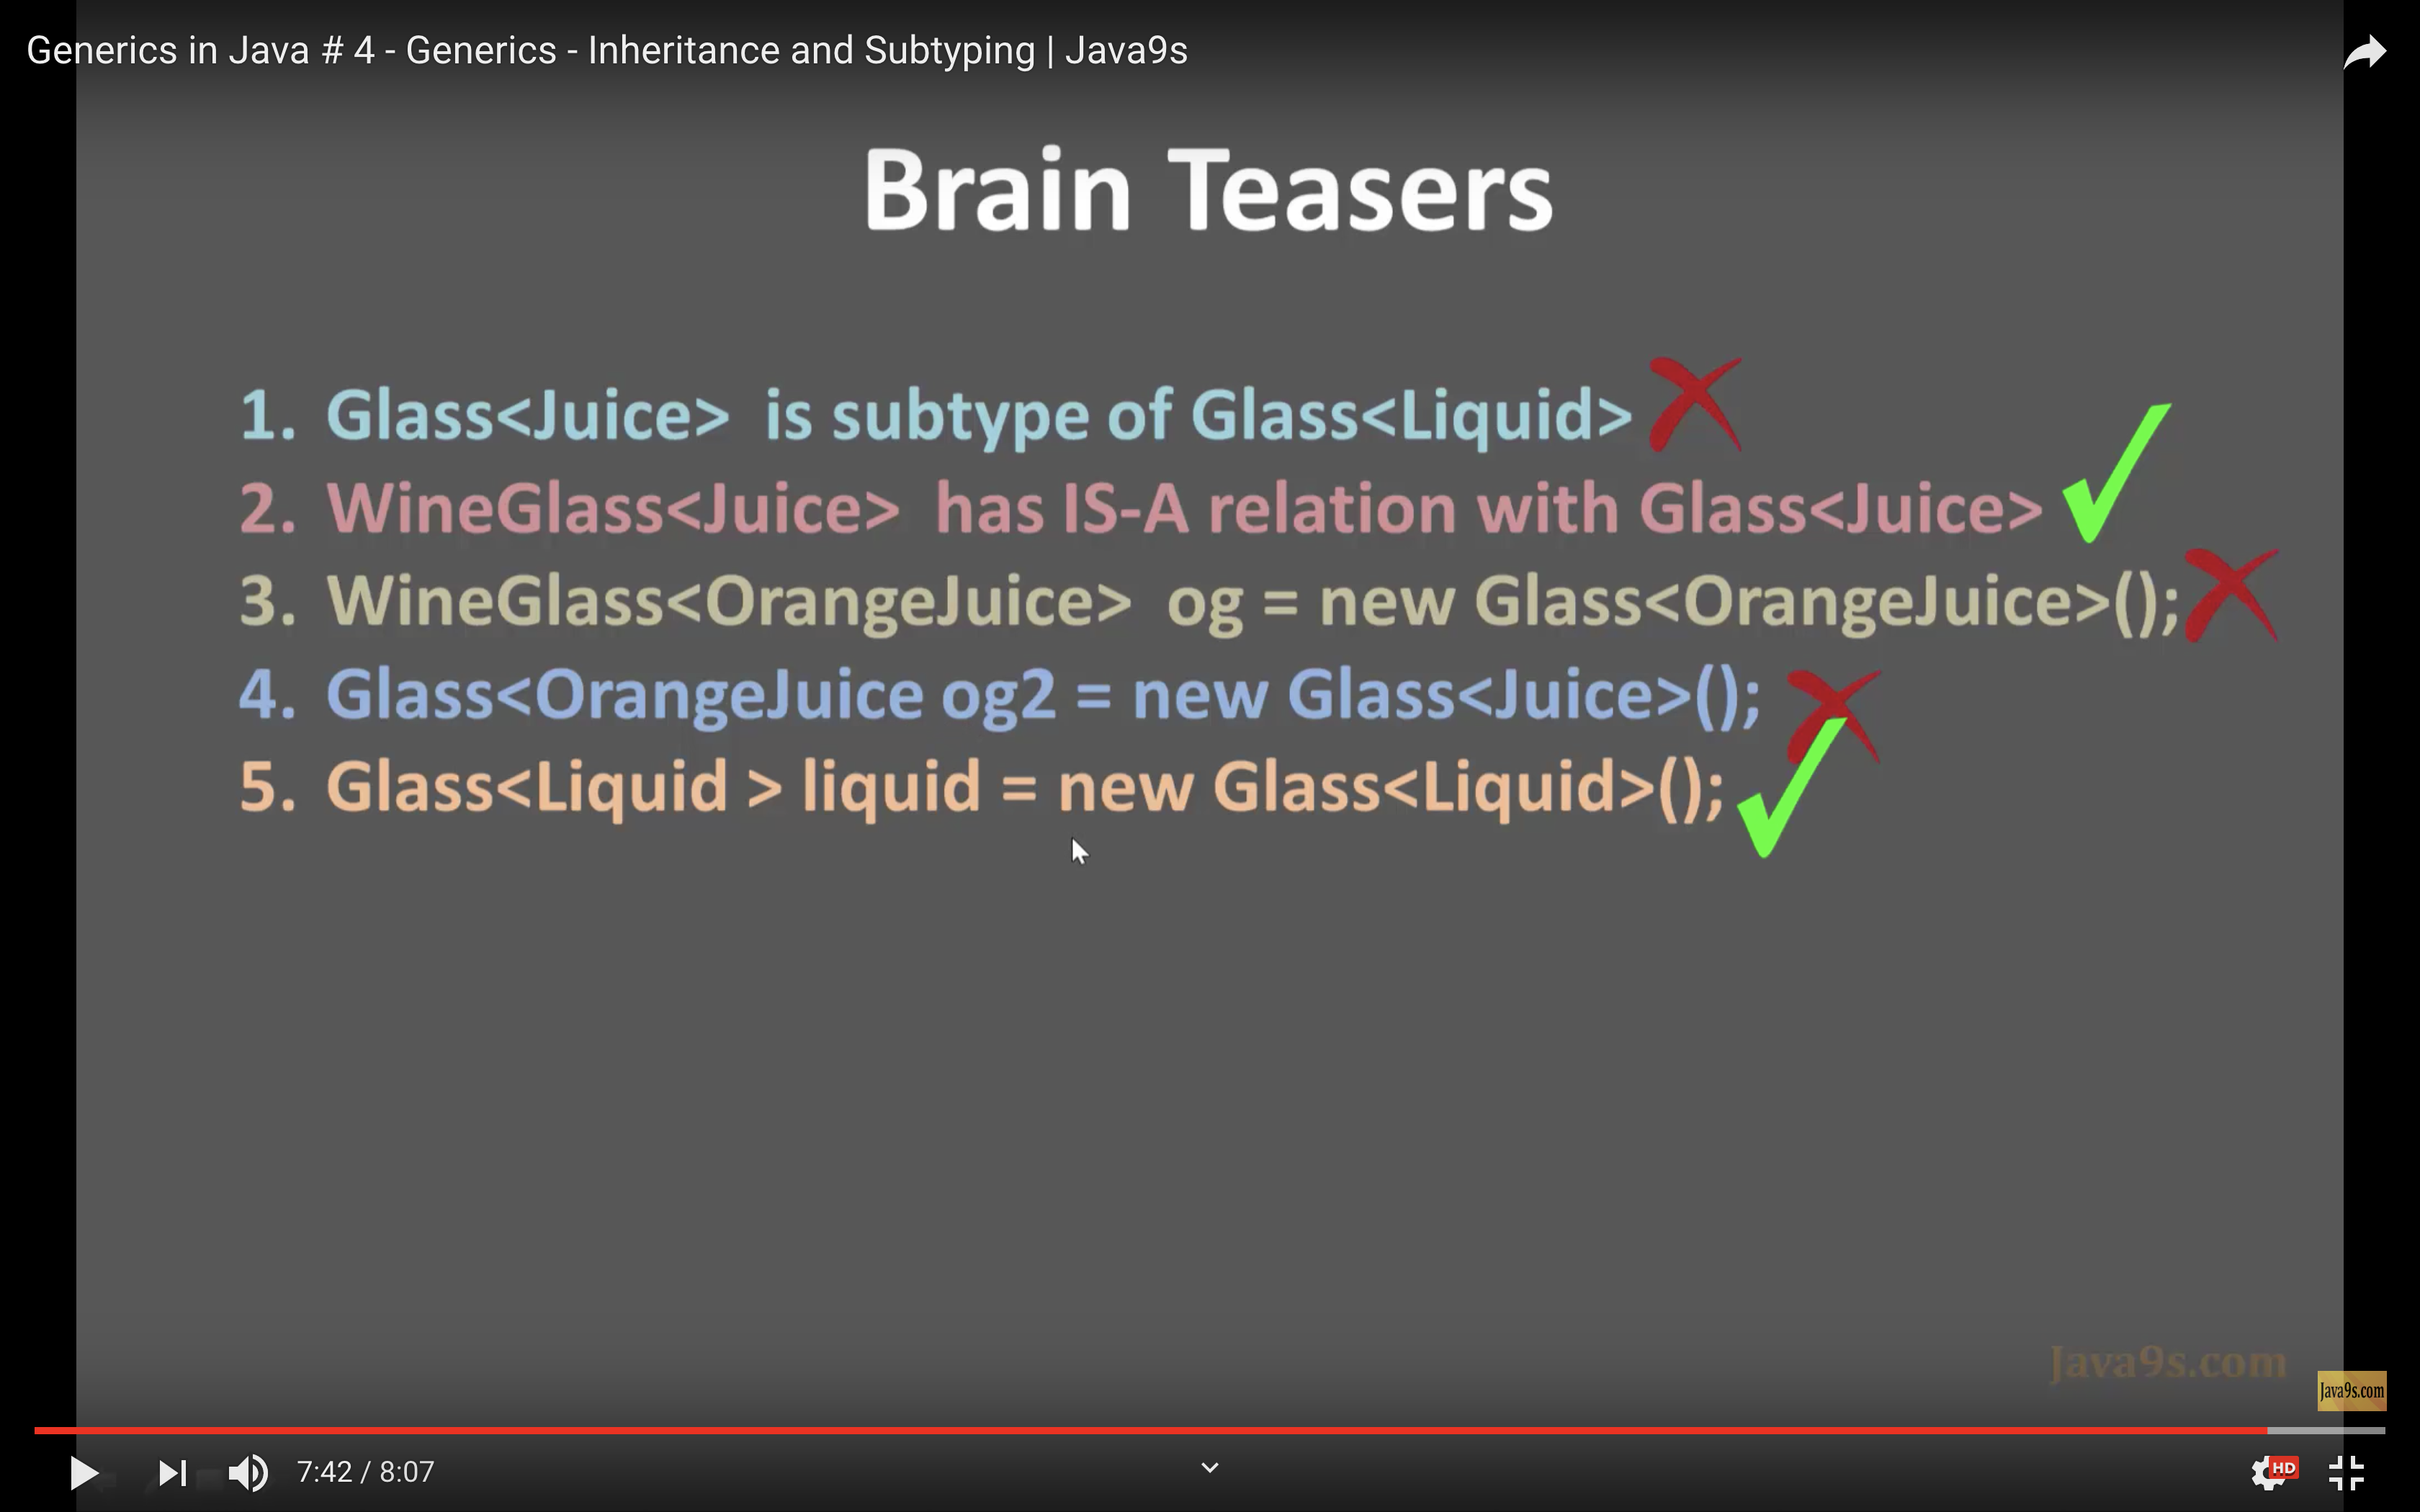 Generics in Java # 4 - Generics - Inheritance and Subtyping | Java9s
Brain Teasers
1. Glass<Juice> is subtype of Glass<Liquid>
2. WineGlass<Juice> has IS-A relation with Glass<Juice>
3. WineGlass<OrangeJuice> og = new Glass<OrangeJuice>();
4. Glass<OrangeJuice og2 = new Glass<Juice>();
5. Glass<Liquid > liquid = new Glass<Liquid>();
Java9s.com
Java9s.com
7:42 / 8:07
HD